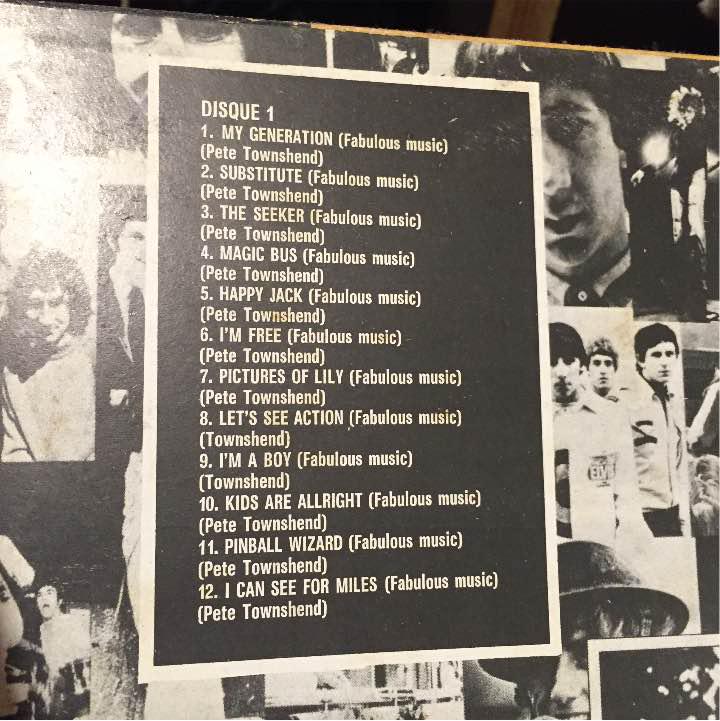 DISQUE 1
1. MY GENERATION (Fabulous music)
(Pete Townshend)
2. SUBSTITUTE (Fabulous music)
(Pete Townshend)
3. THE SEEKER (Fabulous music)
(Pete Townshend)
4. MAGIC BUS (Fabulous music)
(Pete Townshend)
5. HAPPY JACK (Fabulous music)
(Pete Townshend)
6. I'M FREE (Fabulous music)
(Pete Townshend)
7. PICTURES OF LILY (Fabulous music)
(Pete Townshend)
8. LET'S SEE ACTION (Fabulous music)
(Townshend)
9. I'M A BOY (Fabulous music)
(Townshend)
10. KIDS ARE ALLRIGHT (Fabulous music)
(Pete Townshend)
11. PINBALL WIZARD (Fabulous music)
(Pete Townshend)
12. I CAN SEE FOR MILES (Fabulous music)
(Pete Townshend)
ELVIS